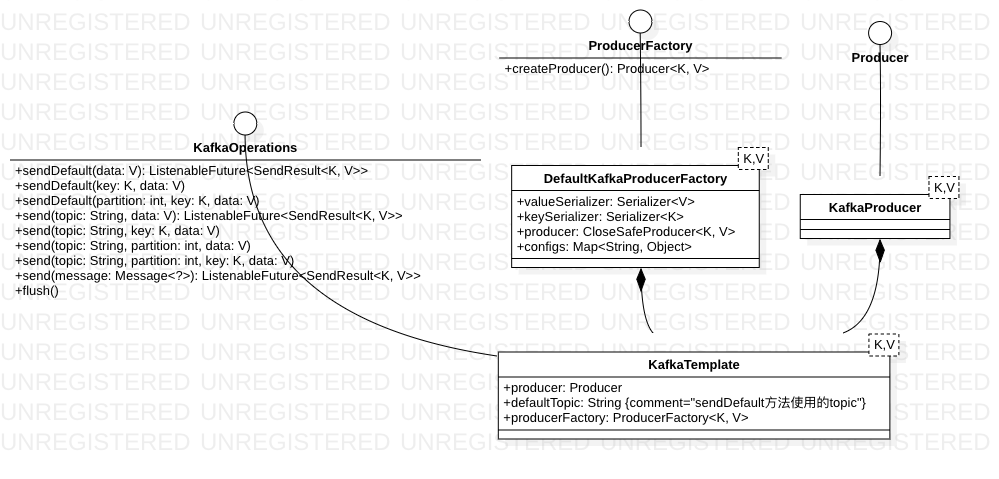 ProducerFactory
+createProducer(): Producer<K, V>
Producer
KafkaOperations
+sendDefault(data: V): ListenableFuture<SendResult<K, V>>
+sendDefault(key: K, data: V)
+sendDefault(partition: int, key: K, data: V)
+send(topic: String, data: V): ListenableFuture<SendResult<K, V>>
+send(topic: String, key: K, data: V)
+send(topic: String, partition: int, data: V)
+send(topic: String, partition: int, key: K, data: V)
+send(message: Message<?>): ListenableFuture<SendResult<K, V>>
+flush()
K,V
DefaultKafkaProducerFactory
+valueSerializer: Serializer<V>
+keySerializer: Serializer<K>
+producer: CloseSafeProducer<K, V>
+configs: Map<String, Object>
K,V
KafkaProducer
K,V
KafkaTemplate
+producer: Producer
+defaultTopic: String {comment="sendDefault方法使用的topic"}
+producerFactory: ProducerFactory<K, V>
UNREGISTERED UNREGISTERED UNREGISTERED UNREGISTERED UNREGISTERED